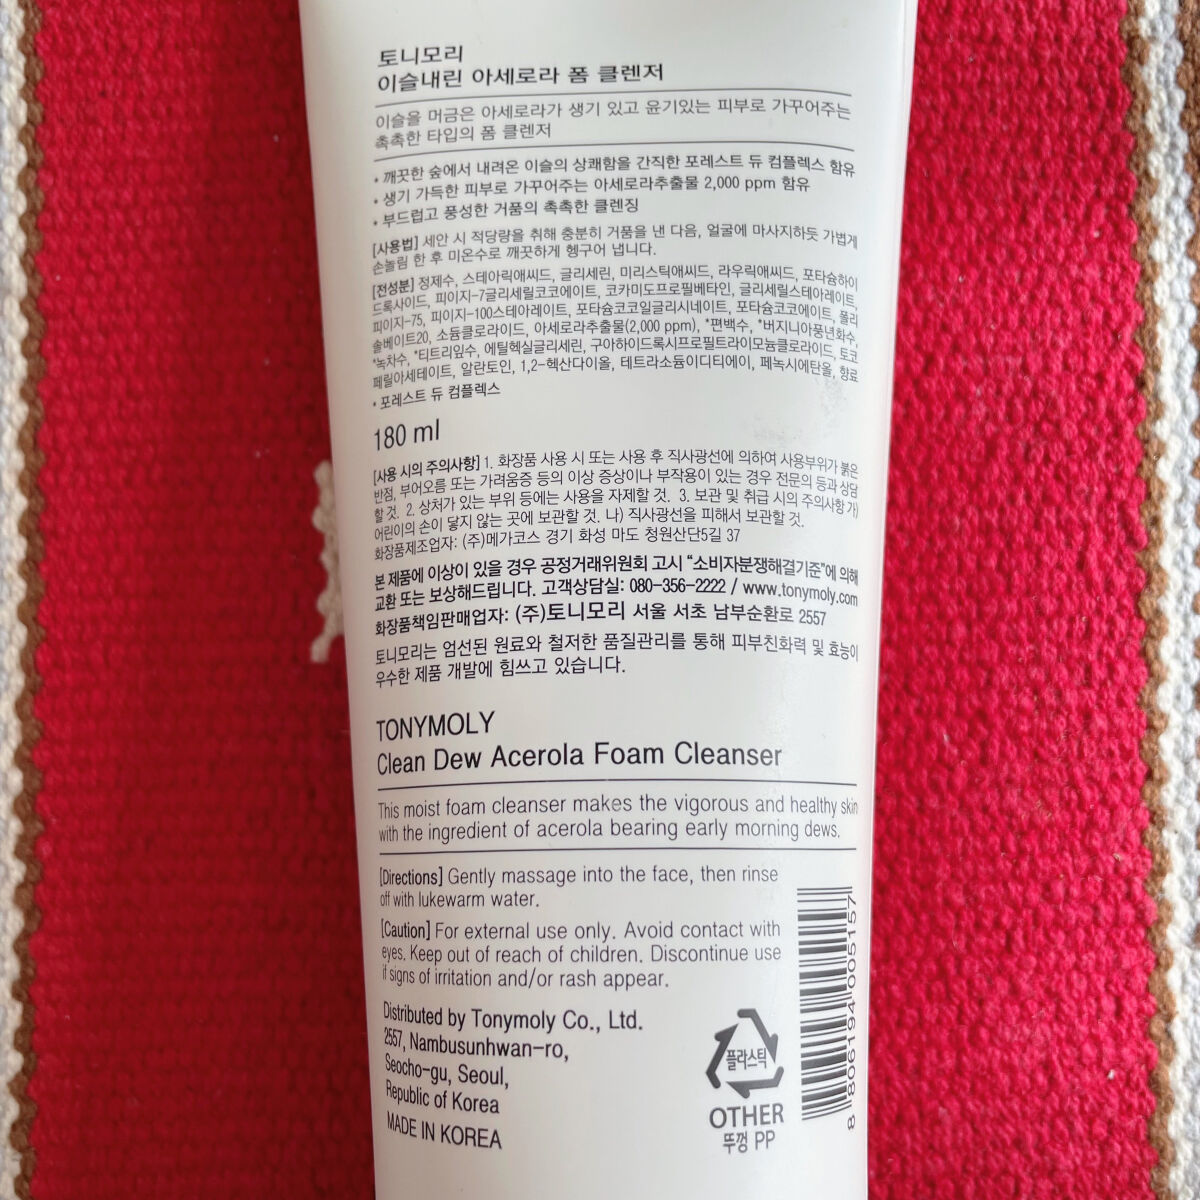 토니모리
이슬내린 아세로라 폼 클렌저
이슬을 머금은 아세로라가 생기 있고 윤기있는 피부로 가꾸어주는
촉촉한 타입의 폼 클렌저
• 깨끗한 숲에서 내려온 이슬의 상쾌함을 간직한 포레스트 듀 컴플렉스 함유
• 생기 가득한 피부로 가꾸어주는 아세로라추출물 2,000 ppm 함유
• 부드럽고 풍성한 거품의 촉촉한 클렌징
[사용법] 세안 시 적당량을 취해 충분히 거품을 낸 다음, 얼굴에 마사지하듯 가볍게
손놀림 한 후 미온수로 깨끗하게 헹구어 냅니다.
[전성분] 정제수, 스테아릭애씨드, 글리세린, 미리스틱애씨드, 라우릭애씨드, 포타슘하이
드록사이드, 피이지-7글리세릴코코에이트, 코카미도프로필베타인, 글리세릴스테아레이트,
피이지-75, 피이지-100스테아레이트, 포타슘코코일글리시네이트, 포타슘코코에이트, 폴리
솔베이트20, 소듐클로라이드, 아세로라추출물(2,000 ppm), *편백수, *버지니아풍년화수,
*녹차수, *티트리잎수, 에틸헥실글리세린, 구아하이드록시프로필트라이모늄클로라이드, 토코
페릴아세테이트, 알란토인, 1,2-헥산다이올, 테트라소듐이디티에이, 페녹시에탄올, 향료
* 포레스트 듀 컴플렉스
180 ml
[사용 시의 주의사항] 1. 화장품 사용 시 또는 사용 후 직사광선에 의하여 사용부위가 붉은
반점, 부어오름 또는 가려움증 등의 이상 증상이나 부작용이 있는 경우 전문의 등과 상담
할 것. 2. 상처가 있는 부위 등에는 사용을 자제할 것. 3. 보관 및 취급 시의 주의사항 가)
어린이의 손이 닿지 않는 곳에 보관할 것. 나) 직사광선을 피해서 보관할 것.
화장품제조업자: (주)메가코스 경기 화성 마도 청원산단5길 37
본 제품에 이상이 있을 경우 공정거래위원회 고시 “소비자분쟁해결기준”에 의해
교환 또는 보상해드립니다. 고객상담실: 080-356-2222 / www.tonymoly.com
화장품책임판매업자: (주)토니모리 서울 서초 남부순환로 2557
토니모리는 엄선된 원료와 철저한 품질관리를 통해 피부친화력 및 효능이
우수한 제품 개발에 힘쓰고 있습니다.
TONYMOLY
Clean Dew Acerola Foam Cleanser
This moist foam cleanser makes the vigorous and healthy skin
with the ingredient of acerola bearing early morning dews.
[Directions] Gently massage into the face, then rinse
off with lukewarm water.
[Caution] For external use only. Avoid contact with
eyes. Keep out of reach of children. Discontinue use
if signs of irritation and/or rash appear.
Distributed by Tonymoly Co., Ltd.
2557, Nambusunhwan-ro,
Seocho-gu, Seoul,
Republic of Korea
MADE IN KOREA
플라스틱
OTHER
뚜껑 PP
8 806194 005157